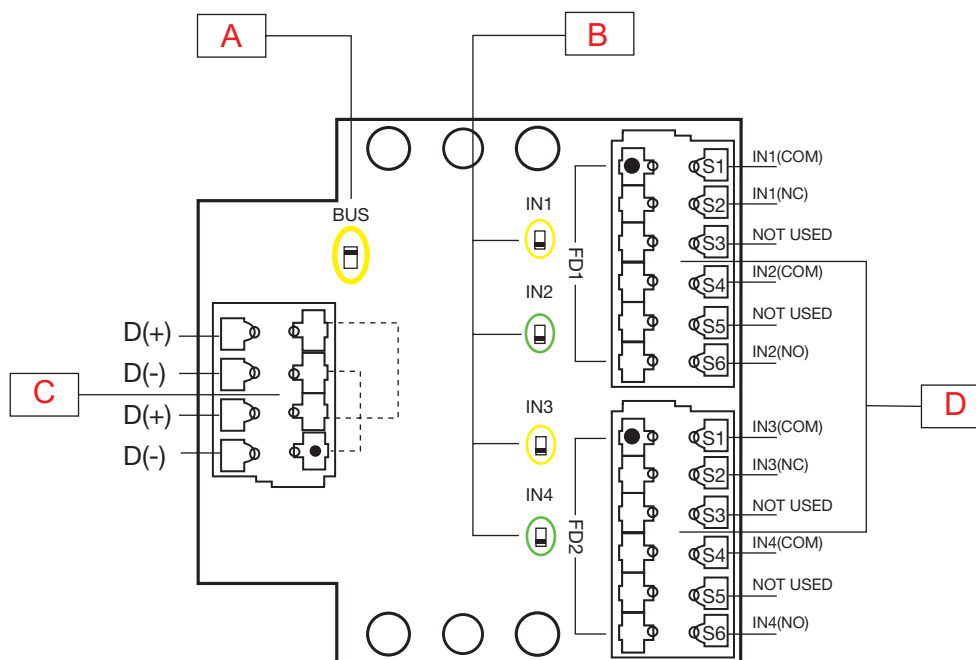 A
B
BUS
IN1
IN2
IN3
IN4
FD1
FD2
D(+)
D(-)
D(+)
D(-)
C
S1 IN1(COM)
S2 IN1(NC)
S3 NOT USED
S4 IN2(COM)
S5 NOT USED
S6 IN2(NO)
D
S1 IN3(COM)
S2 IN3(NC)
S3 NOT USED
S4 IN4(COM)
S5 NOT USED
S6 IN4(NO)